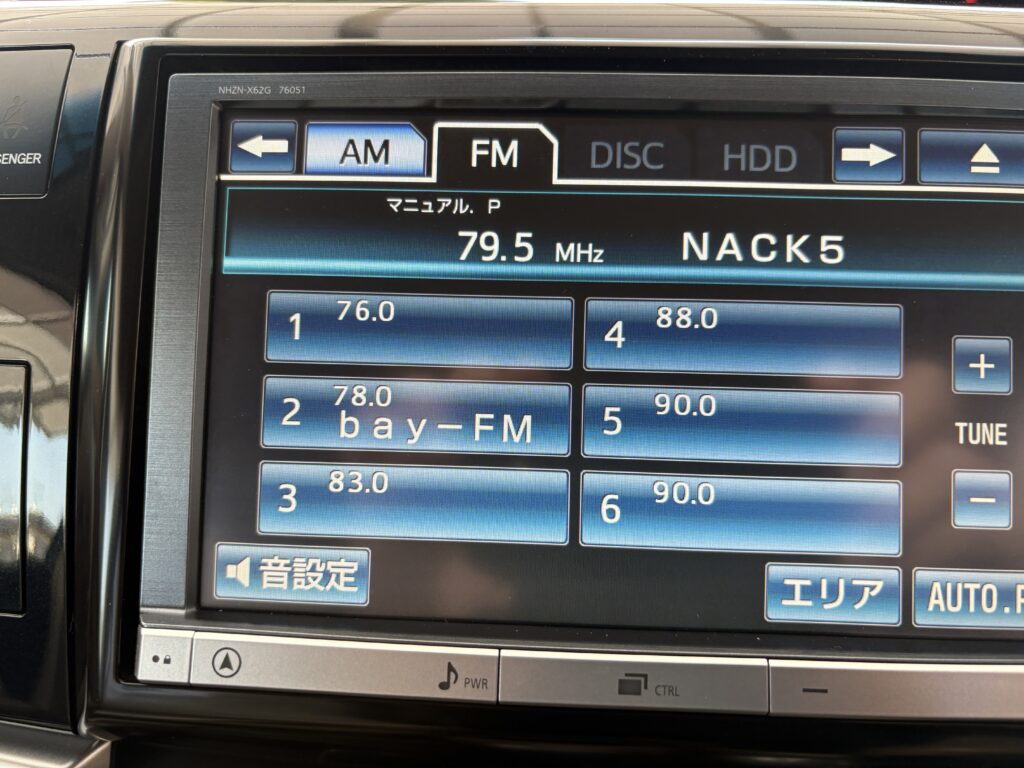 NHZN-X62G 76051
SENGER
AM FM DISC HDD
マニュアル. P
79.5 MHz NACK5
1 76.0
4 88.0
2 78.0
bay-FM
5 90.0
3 83.0
6 90.0
+
TUNE
-
音設定
エリア
AUTO.P
PWR
CTRL